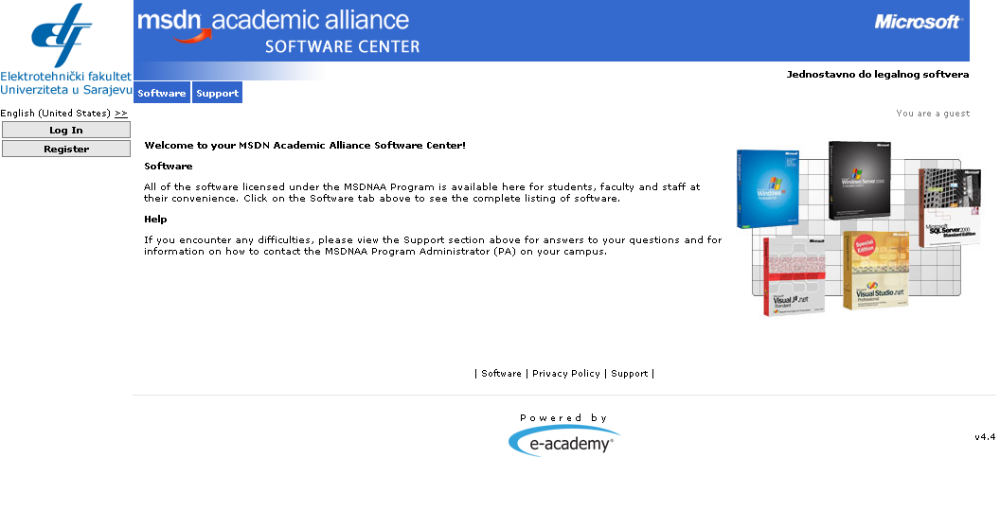 msdn academic alliance
SOFTWARE CENTER
Microsoft
Elektrotehnički fakultet
Univerziteta u Sarajevu
Jednostavno do legalnog softvera
Software Support
English (United States) >>
You are a guest
Log In
Register
Welcome to your MSDN Academic Alliance Software Center!
Software
All of the software licensed under the MSDNAA Program is available here for students, faculty and staff at
their convenience. Click on the Software tab above to see the complete listing of software.
Help
If you encounter any difficulties, please view the Support section above for answers to your questions and for
information on how to contact the MSDNAA Program Administrator (PA) on your campus.
Windows
Professional
Windows Server 2003
Microsoft
SQL Server 2000
Standard Edition
Special
Edition
Visual J# .net
Standard
Visual Studio .net
Professional
| Software | Privacy Policy | Support |
Powered by
e-academy
v4.4